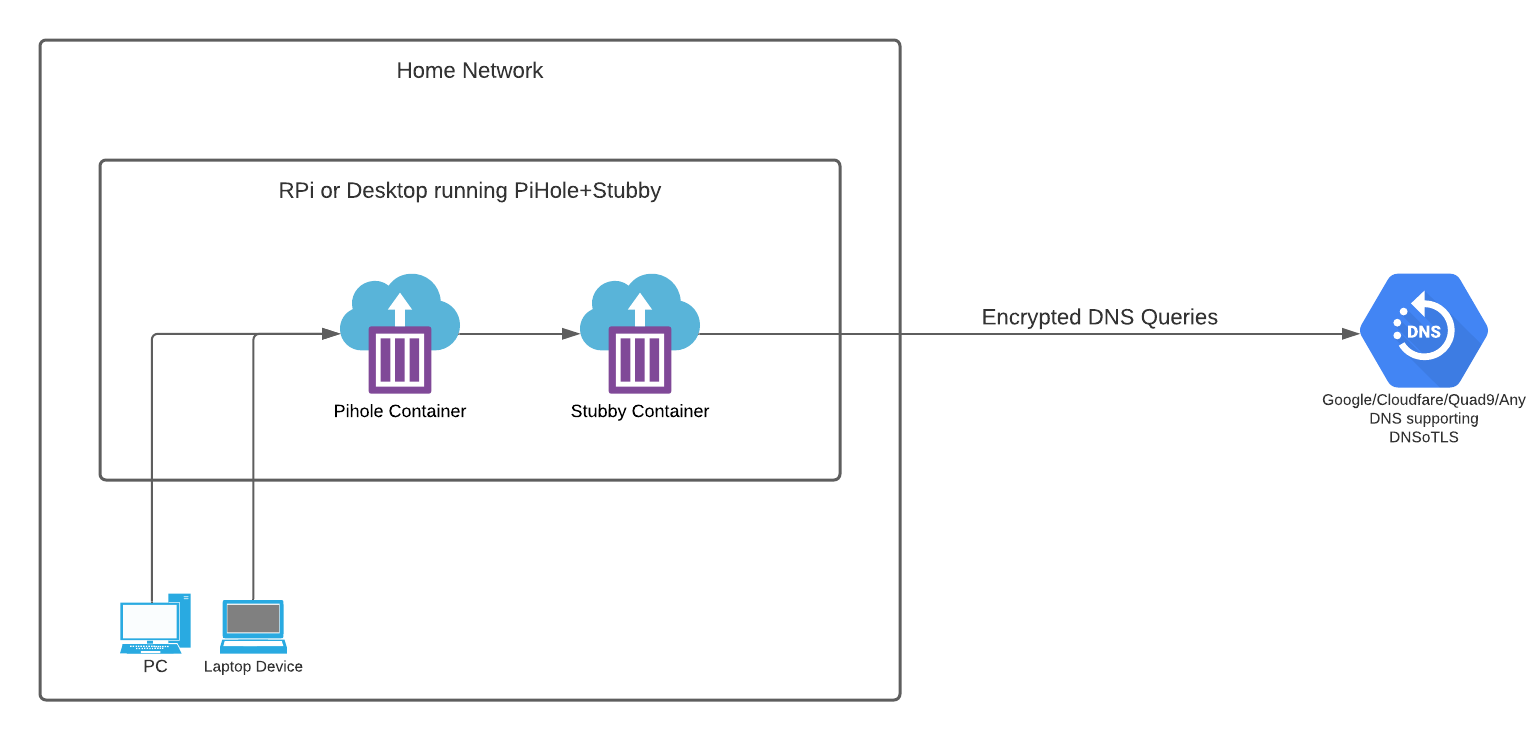 Home Network
RPi or Desktop running PiHole+Stubby
Encrypted DNS Queries
DNS
Pihole Container
Stubby Container
Google/Cloudfare/Quad9/Any
DNS supporting
DNSoTLS
PC
Laptop Device